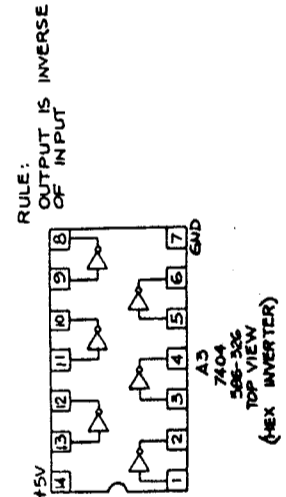 RULE:
OUTPUT IS INVERSE
OF INPUT
+5V
14 13 12 11 10 9 8
1 2 3 4 5 6 7
GND
A3
7404
586-526
TOP VIEW
(HEX INVERTER)